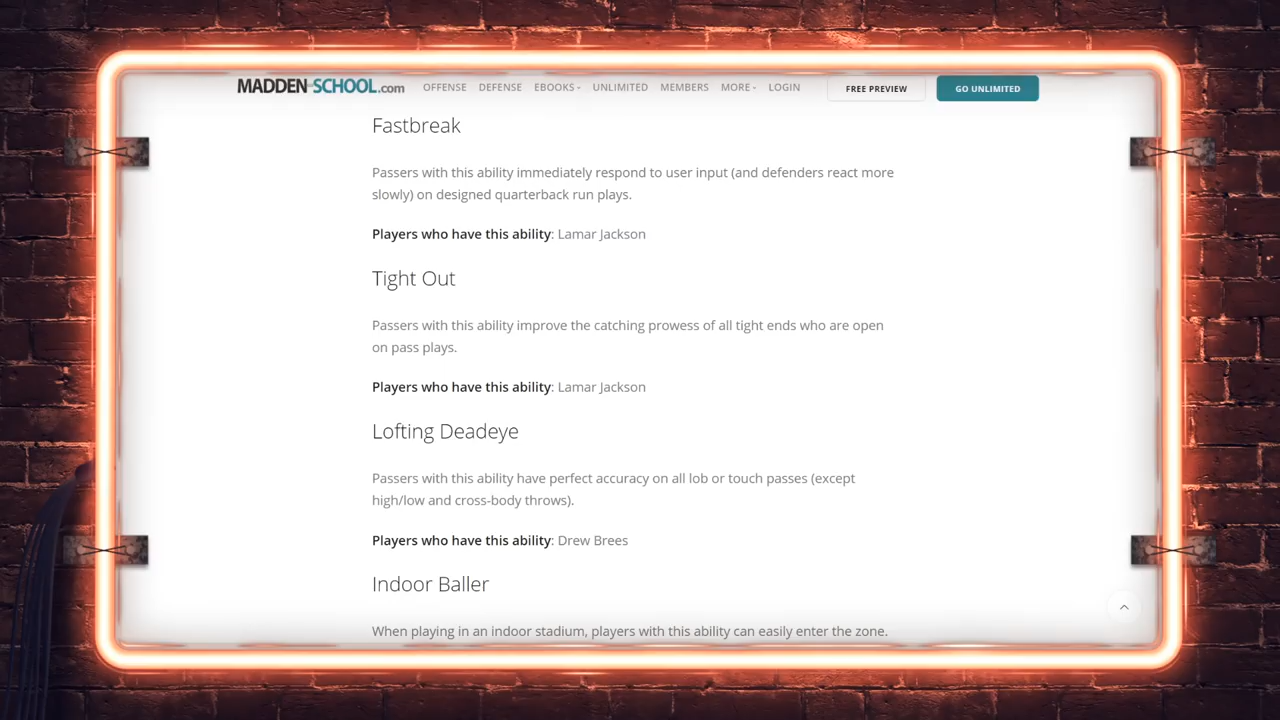 MADDEN-SCHOOL.com OFFENSE DEFENSE EBOOKS UNLIMITED MEMBERS MORE LOGIN FREE PREVIEW GO UNLIMITED
Fastbreak
Passers with this ability immediately respond to user input (and defenders react more
slowly) on designed quarterback run plays.
Players who have this ability: Lamar Jackson
Tight Out
Passers with this ability improve the catching prowess of all tight ends who are open
on pass plays.
Players who have this ability: Lamar Jackson
Lofting Deadeye
Passers with this ability have perfect accuracy on all lob or touch passes (except
high/low and cross-body throws).
Players who have this ability: Drew Brees
Indoor Baller
When playing in an indoor stadium, players with this ability can easily enter the zone.